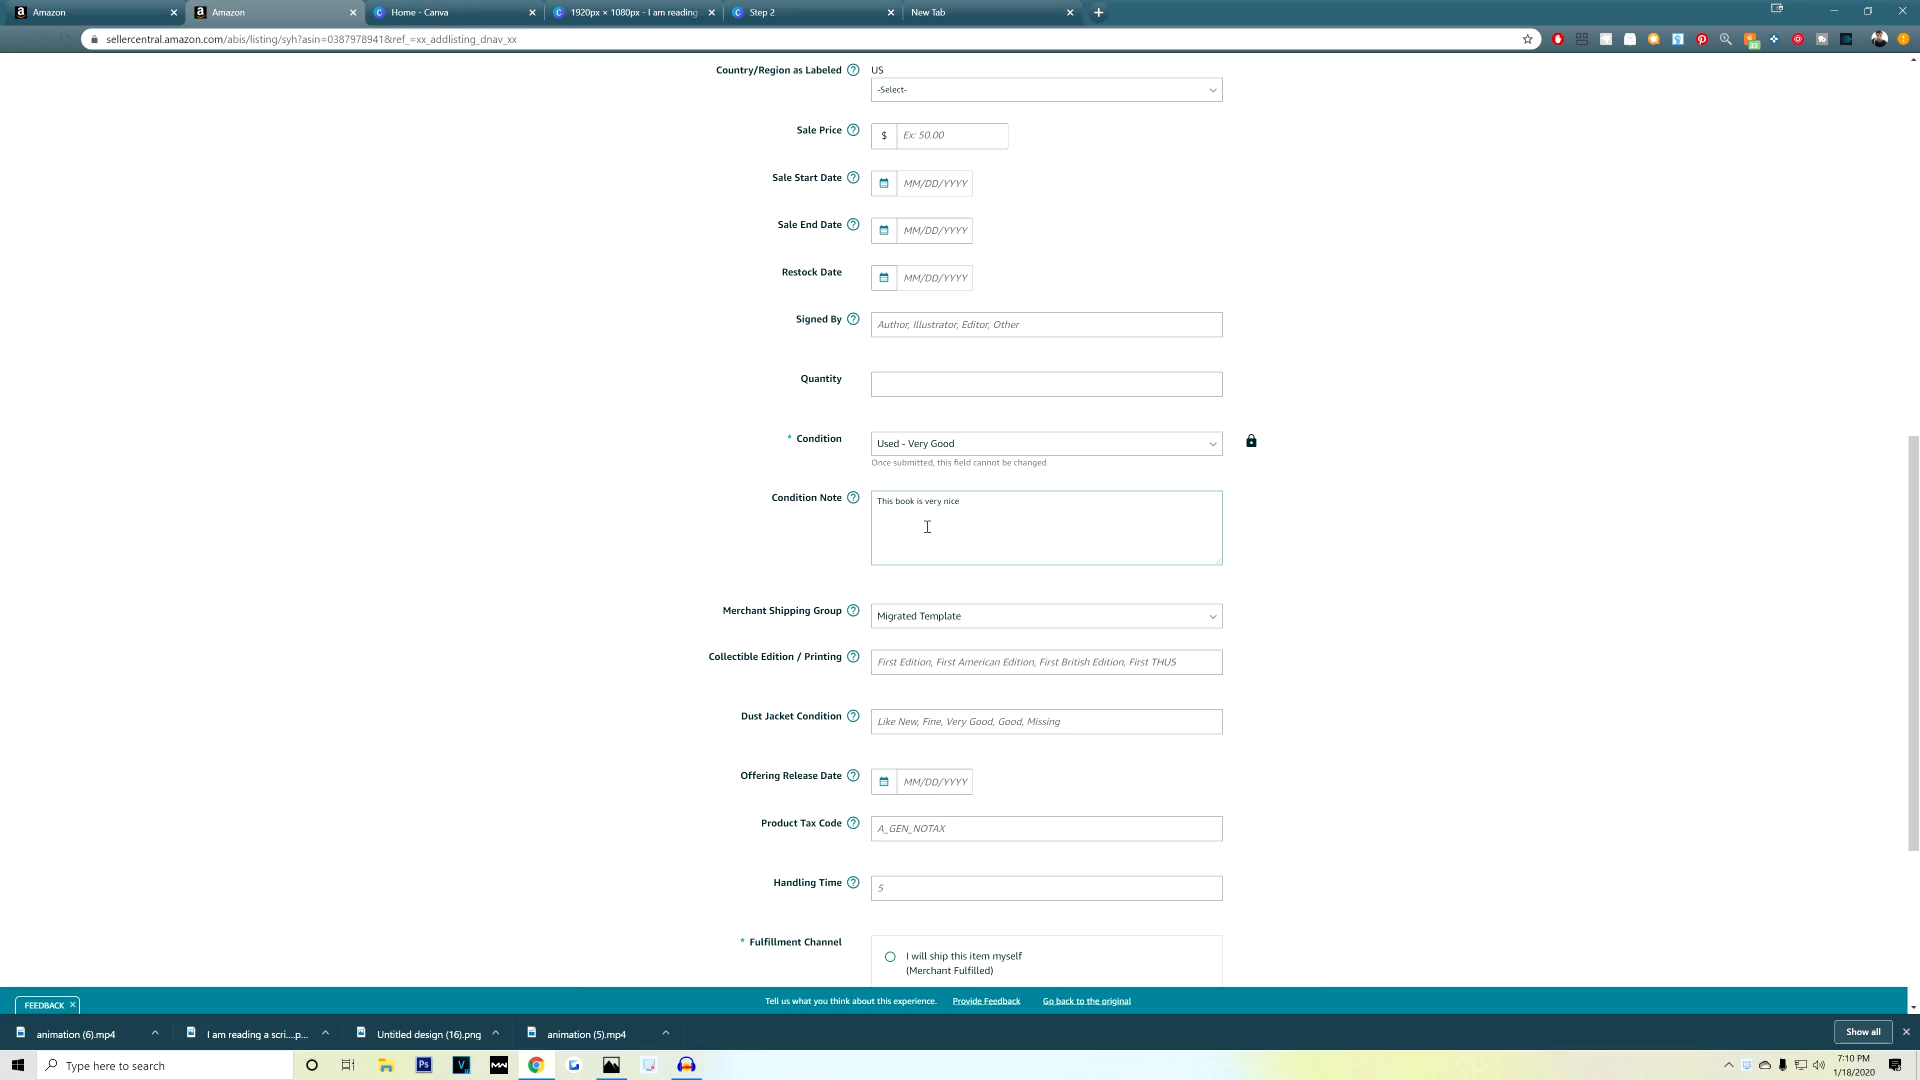 Amazon
Amazon
Home - Canva
1920px × 1080px - I am reading
Step 2
New Tab
sellercentral.amazon.com/abis/listing/syh?asin=0387978941&ref_=xx_addlisting_dnav_xx
Country/Region as Labeled
US
-Select-
Sale Price
$
Ex: 50.00
Sale Start Date
MM/DD/YYYY
Sale End Date
MM/DD/YYYY
Restock Date
MM/DD/YYYY
Signed By
Author, Illustrator, Editor, Other
Quantity
* Condition
Used - Very Good
Once submitted, this field cannot be changed
Condition Note
This book is very nice
Merchant Shipping Group
Migrated Template
Collectible Edition / Printing
First Edition, First American Edition, First British Edition, First THUS
Dust Jacket Condition
Like New, Fine, Very Good, Good, Missing
Offering Release Date
MM/DD/YYYY
Product Tax Code
A_GEN_NOTAX
Handling Time
5
* Fulfillment Channel
I will ship this item myself
(Merchant Fulfilled)
FEEDBACK
Tell us what you think about this experience. Provide Feedback Go back to the original
animation (6).mp4
I am reading a scri....p...
Untitled design (16).png
animation (5).mp4
Show all
Type here to search
Ps
7:10 PM
1/18/2020